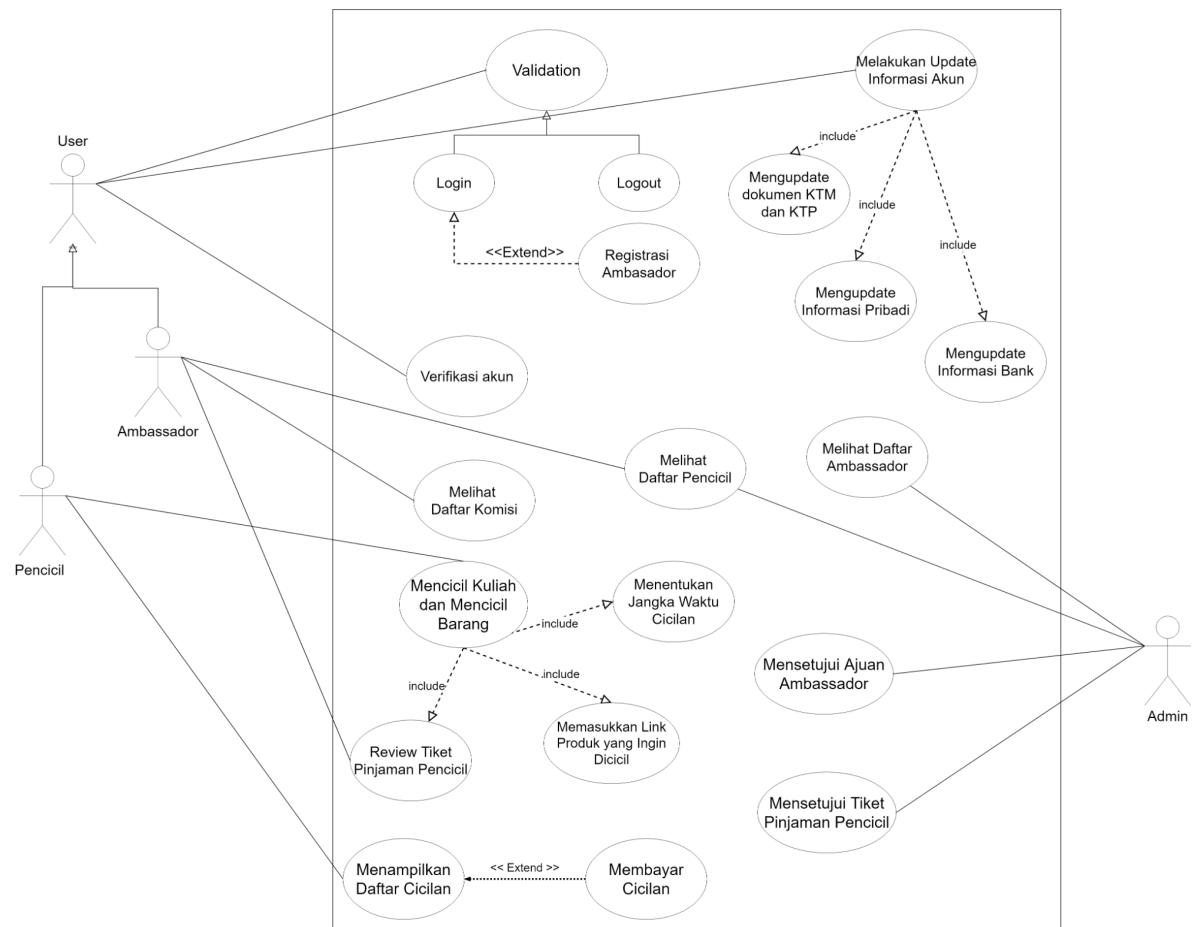 Validation
Melakukan Update
Informasi Akun
User
include
Login
Logout
Mengupdate
dokumen KTM
dan KTP
include
<<Extend>>
Registrasi
Ambasador
include
Mengupdate
Informasi Pribadi
Mengupdate
Informasi Bank
Verifikasi akun
Ambassador
Melihat
Daftar Pencicil
Melihat Daftar
Ambassador
Melihat
Daftar Komisi
Pencicil
Mencicil Kuliah
dan Mencicil
Barang
Menentukan
Jangka Waktu
Cicilan
include
Mensetujui Ajuan
Ambassador
include
include
Admin
Review Tiket
Pinjaman Pencicil
Memasukkan Link
Produk yang Ingin
Dicicil
Mensetujui Tiket
Pinjaman Pencicil
Menampilkan
Daftar Cicilan
<< Extend >>
Membayar
Cicilan